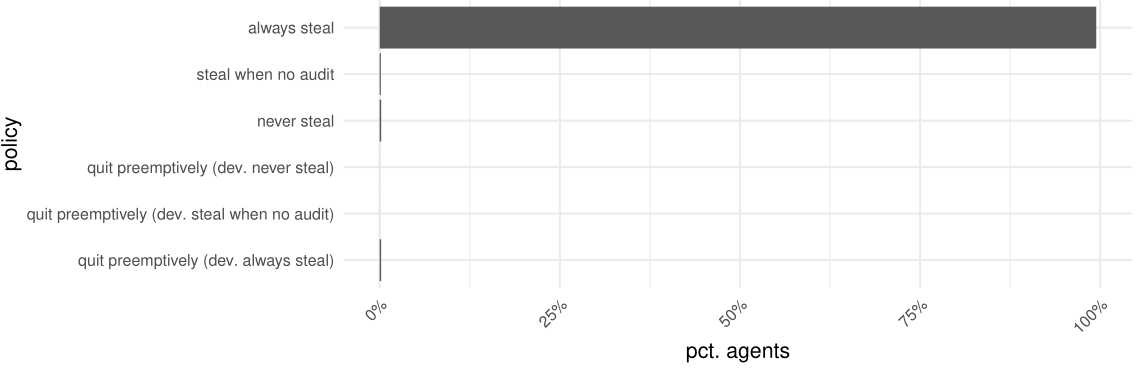 policy
always steal
steal when no audit
never steal
quit preemptively (dev. never steal)
quit preemptively (dev. steal when no audit)
quit preemptively (dev. always steal)
0%
25%
50%
75%
100%
pct. agents